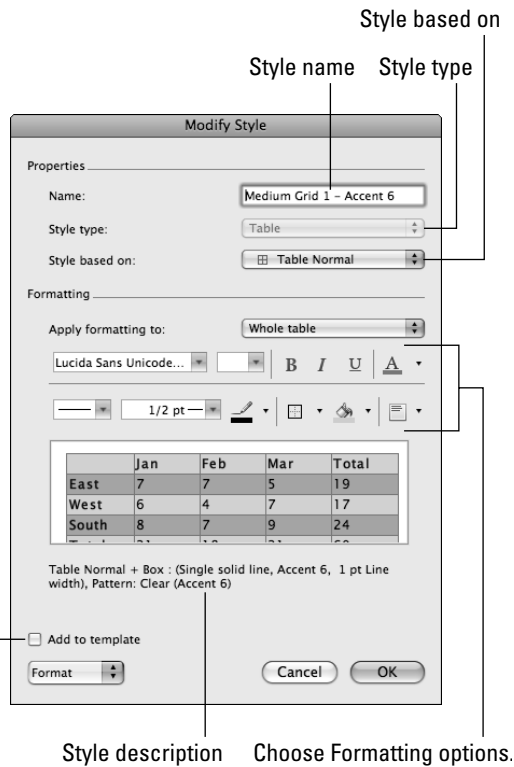 Style based on
Style name Style type
Modify Style
Properties
Name: Medium Grid 1 – Accent 6
Style type: Table
Style based on: Table Normal
Formatting
Apply formatting to: Whole table
Lucida Sans Unicode... B I U A
1/2 pt
Jan Feb Mar Total
East 7 7 5 19
West 6 4 7 17
South 8 7 9 24
Table Normal + Box : (Single solid line, Accent 6, 1 pt Line
width), Pattern: Clear (Accent 6)
Add to template
Format Cancel OK
Style description Choose Formatting options.